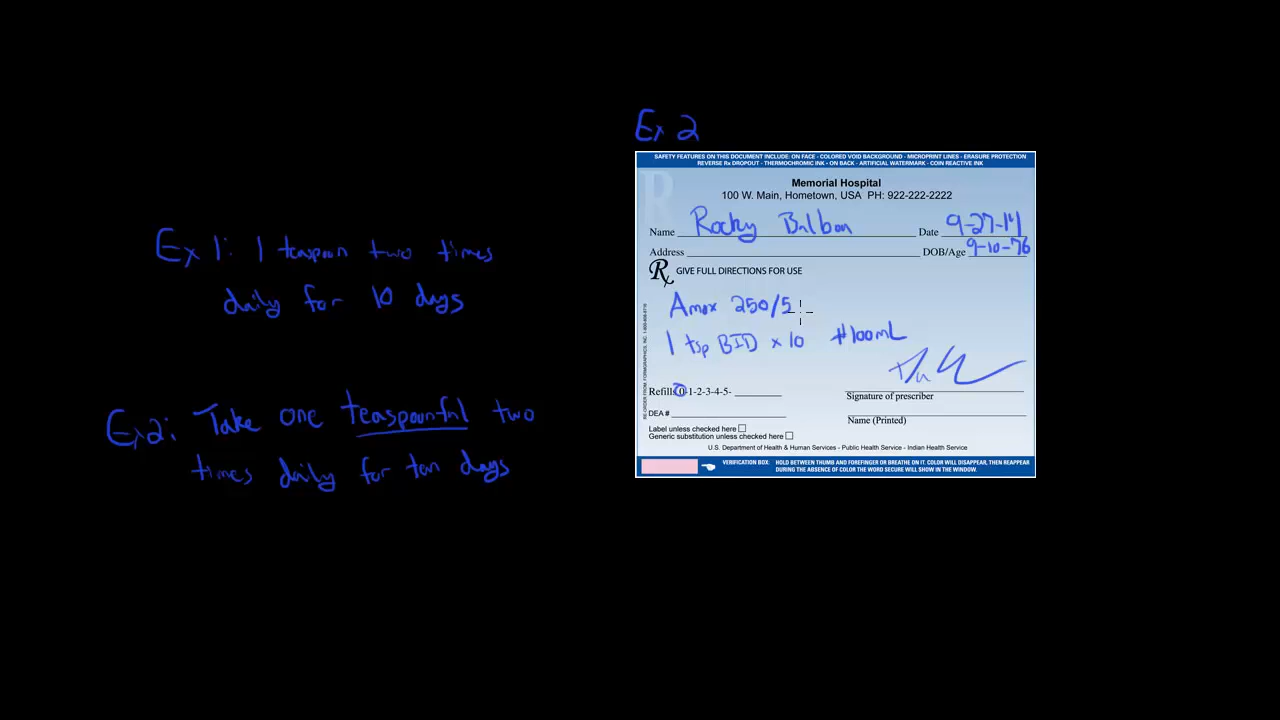 Ex 1: 1 teaspoon two times
daily for 10 days
Ex 2: Take one teaspoonful two
times daily for ten days
Ex 2
SAFETY FEATURES ON THIS DOCUMENT INCLUDE: ON FACE - COLORED VOID BACKGROUND - MICROPRINT LINES - ERASURE PROTECTION
REVERSE Rx DROPOUT - THERMOCHROMIC INK - ON BACK - ARTIFICIAL WATERMARK - COIN REACTIVE INK
Memorial Hospital
100 W. Main, Hometown, USA PH: 922-222-2222
Name Rocky Balboa Date 9-27-14
Address DOB/Age 9-10-76
Rx GIVE FULL DIRECTIONS FOR USE
Amox 250/5
1 tsp BID x 10 #100mL
Refills 0-1-2-3-4-5-
Signature of prescriber
DEA #
Name (Printed)
Label unless checked here
Generic substitution unless checked here
U.S. Department of Health & Human Services - Public Health Service - Indian Health Service
VERIFICATION BOX: HOLD BETWEEN THUMB AND FOREFINGER OR BREATHE ON IT. COLOR WILL DISAPPEAR, THEN REAPPEAR
DURING THE ABSENCE OF COLOR THE WORD SECURE WILL SHOW IN THE WINDOW.